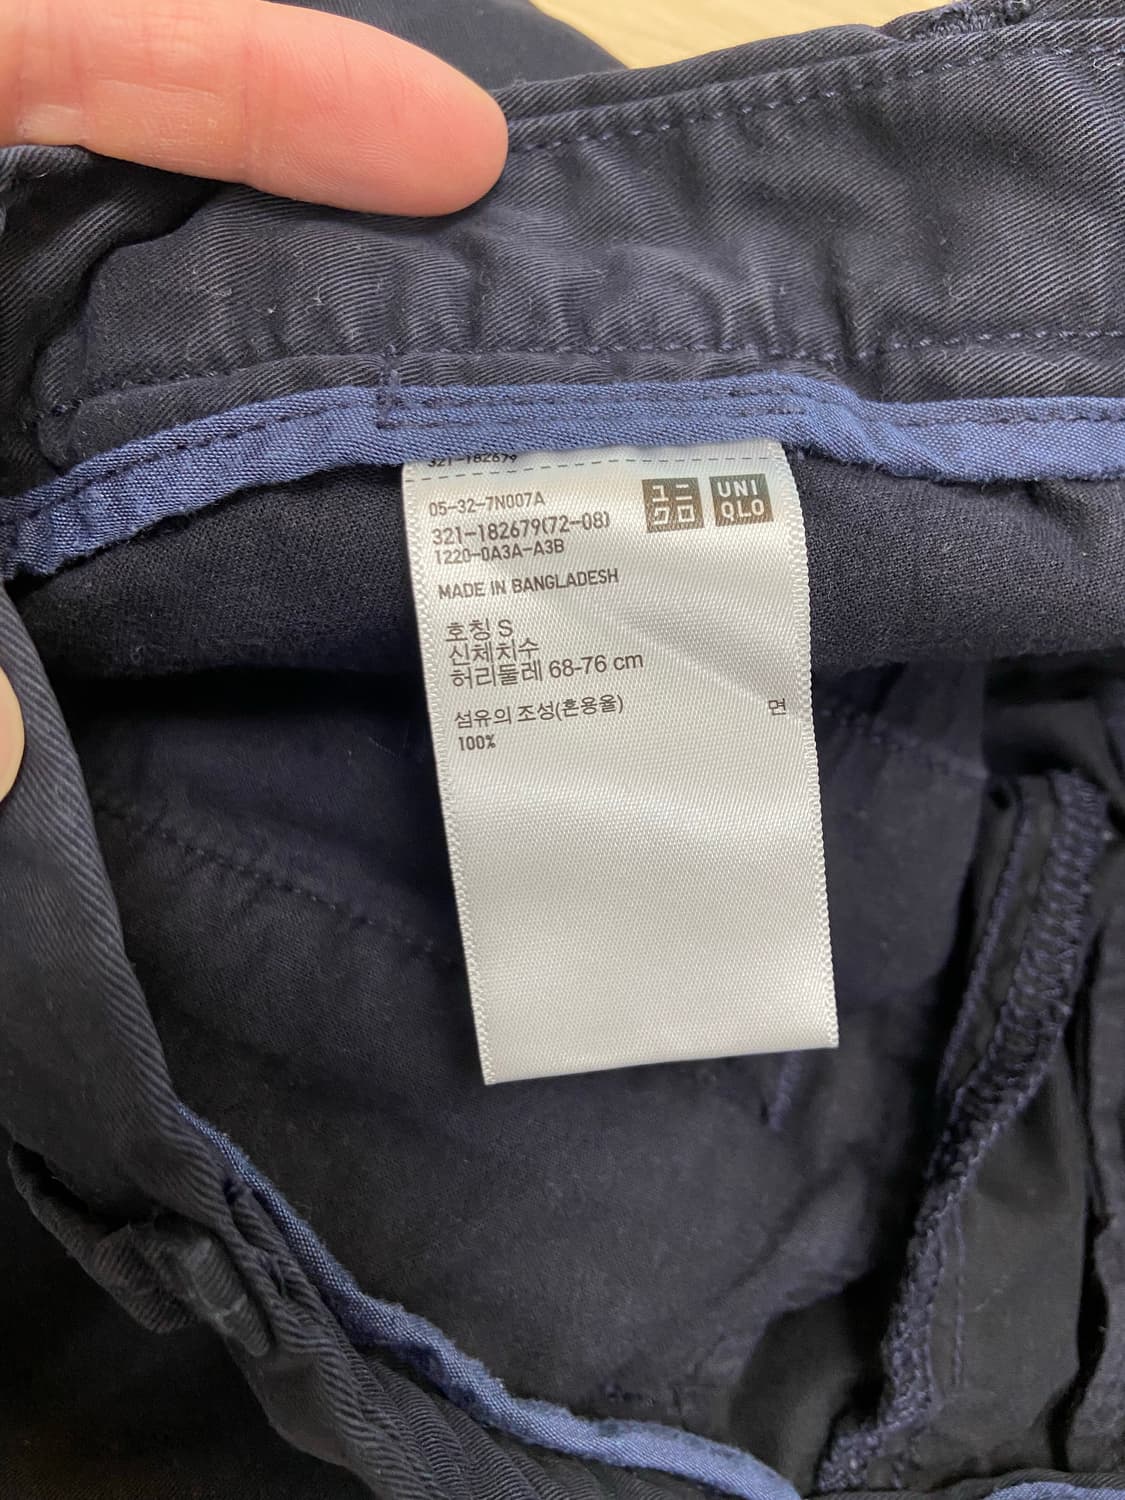 321-182679
05-32-7N007A
321-182679(72-08)
1220-0A3A-A3B
ユニ
クロ
UNI
QLO
MADE IN BANGLADESH
호칭 S
신체치수
허리둘레 68-76 cm
섬유의 조성(혼용율) 면
100%